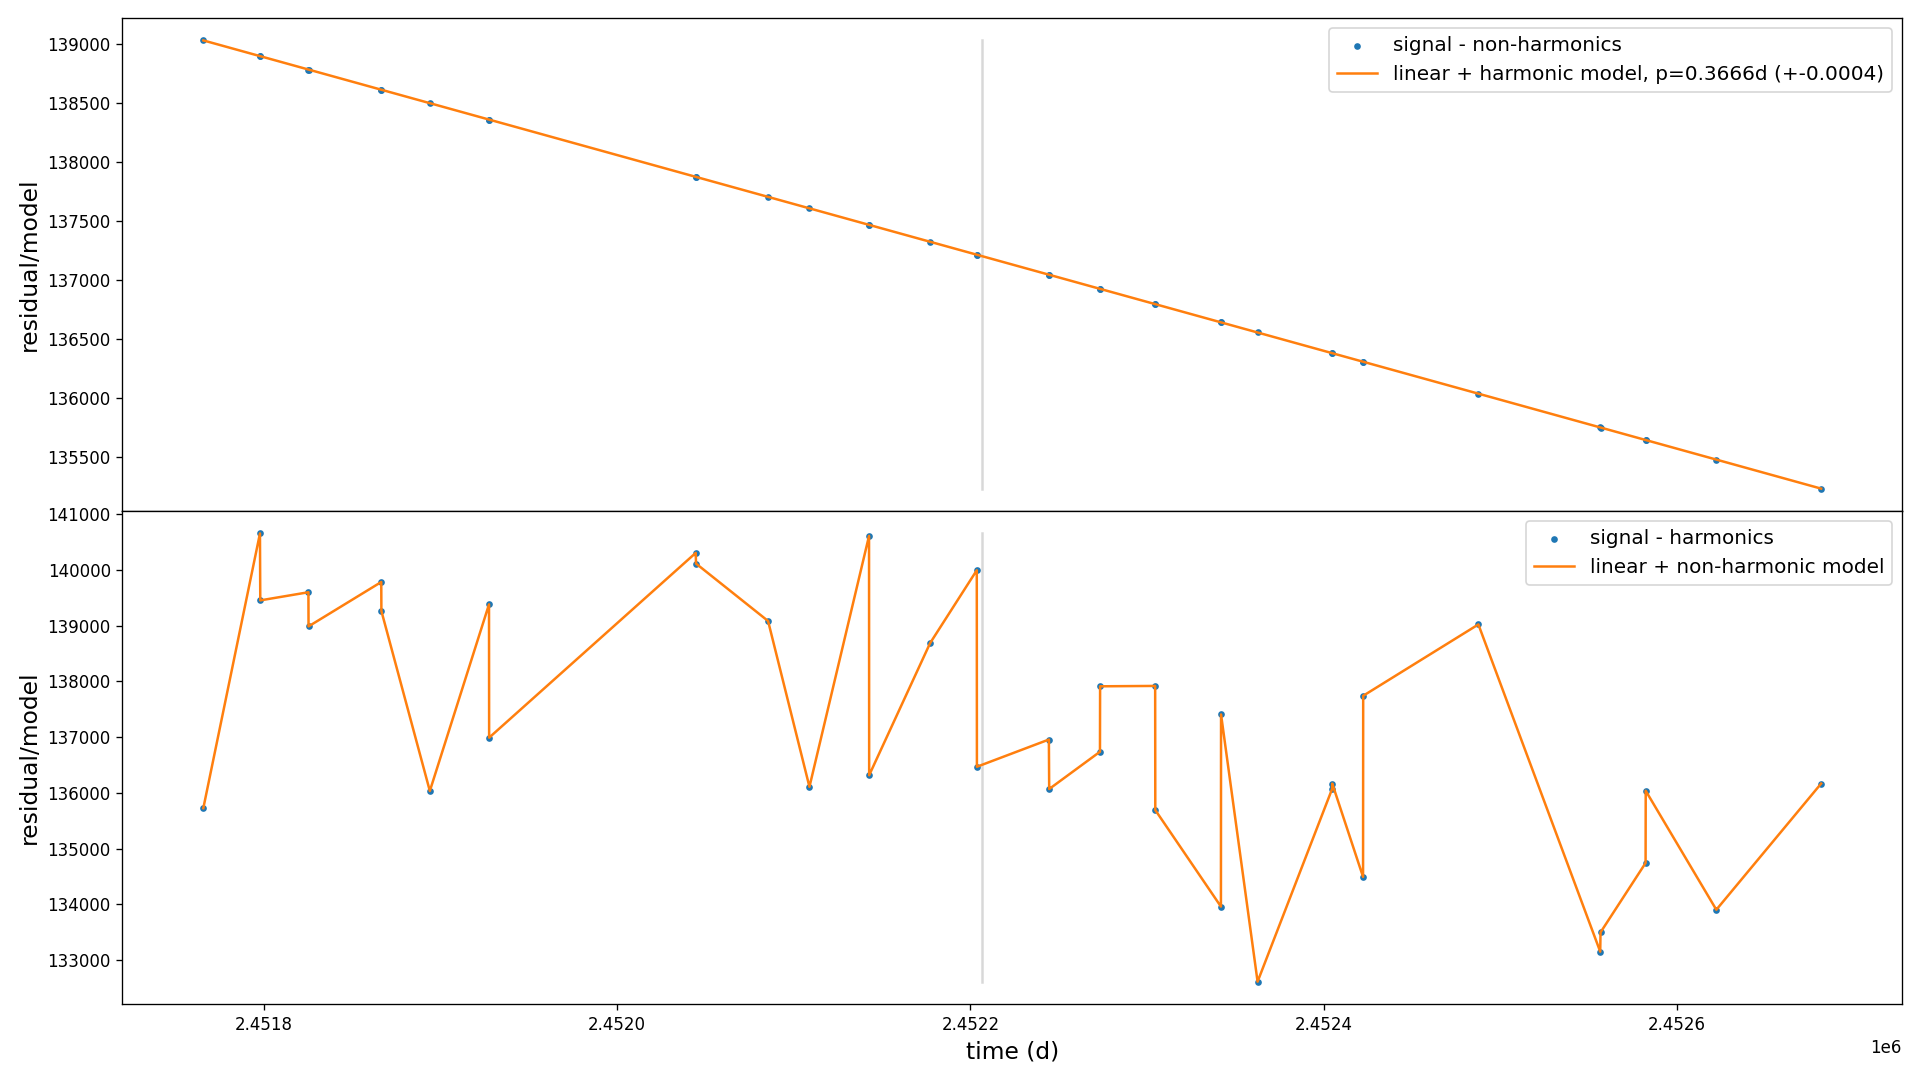 139000
138500
138000
137500
137000
136500
136000
135500
residual/model
signal - non-harmonics
linear + harmonic model, p=0.3666d (+-0.0004)
141000
140000
139000
138000
137000
136000
135000
134000
133000
residual/model
signal - harmonics
linear + non-harmonic model
2.4518
2.4520
2.4522
2.4524
2.4526
time (d)
1e6